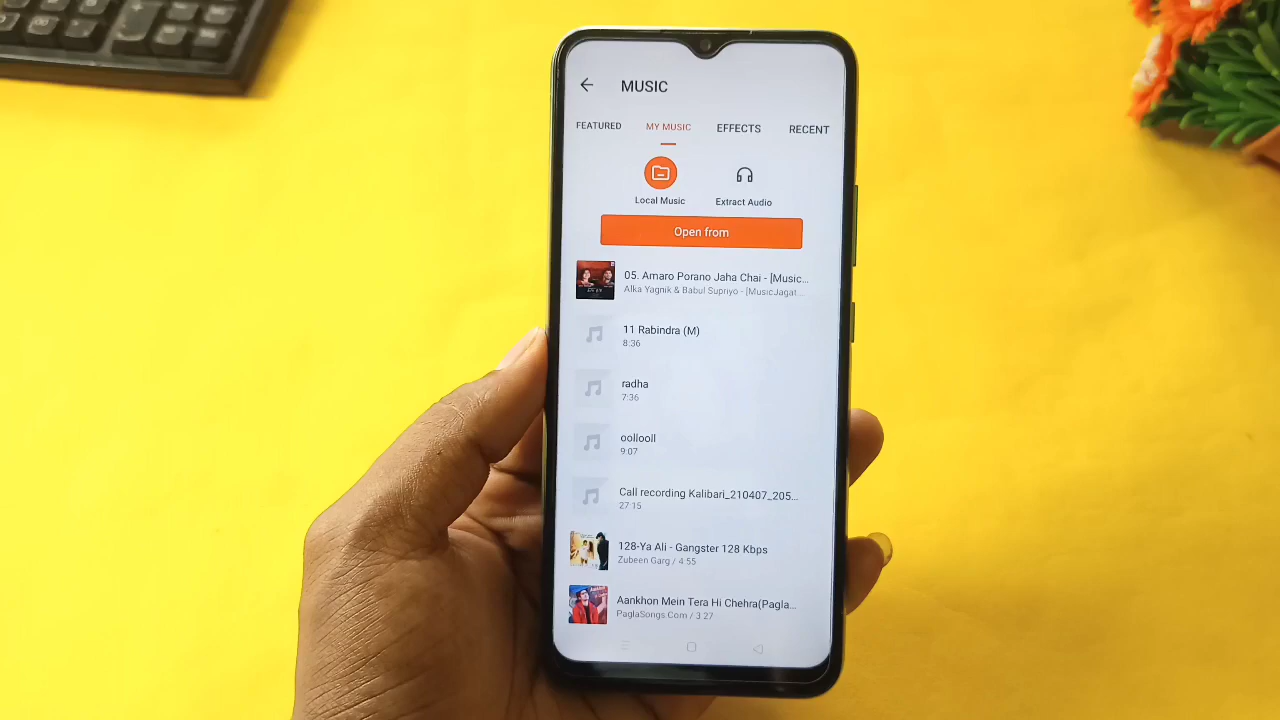 MUSIC
FEATURED MY MUSIC EFFECTS RECENT
Local Music Extract Audio
Open from
05. Amaro Porano Jaha Chai - [Music...
Alka Yagnik & Babul Supriyo - [MusicJagat...
11 Rabindra (M)
8:36
radha
7:36
oollooll
9:07
Call recording Kalibari_210407_205...
27 15
128-Ya Ali - Gangster 128 Kbps
Zubeen Garg / 4 55
Aankhon Mein Tera Hi Chehra(Pagla...
PaglaSongs Com / 3 27